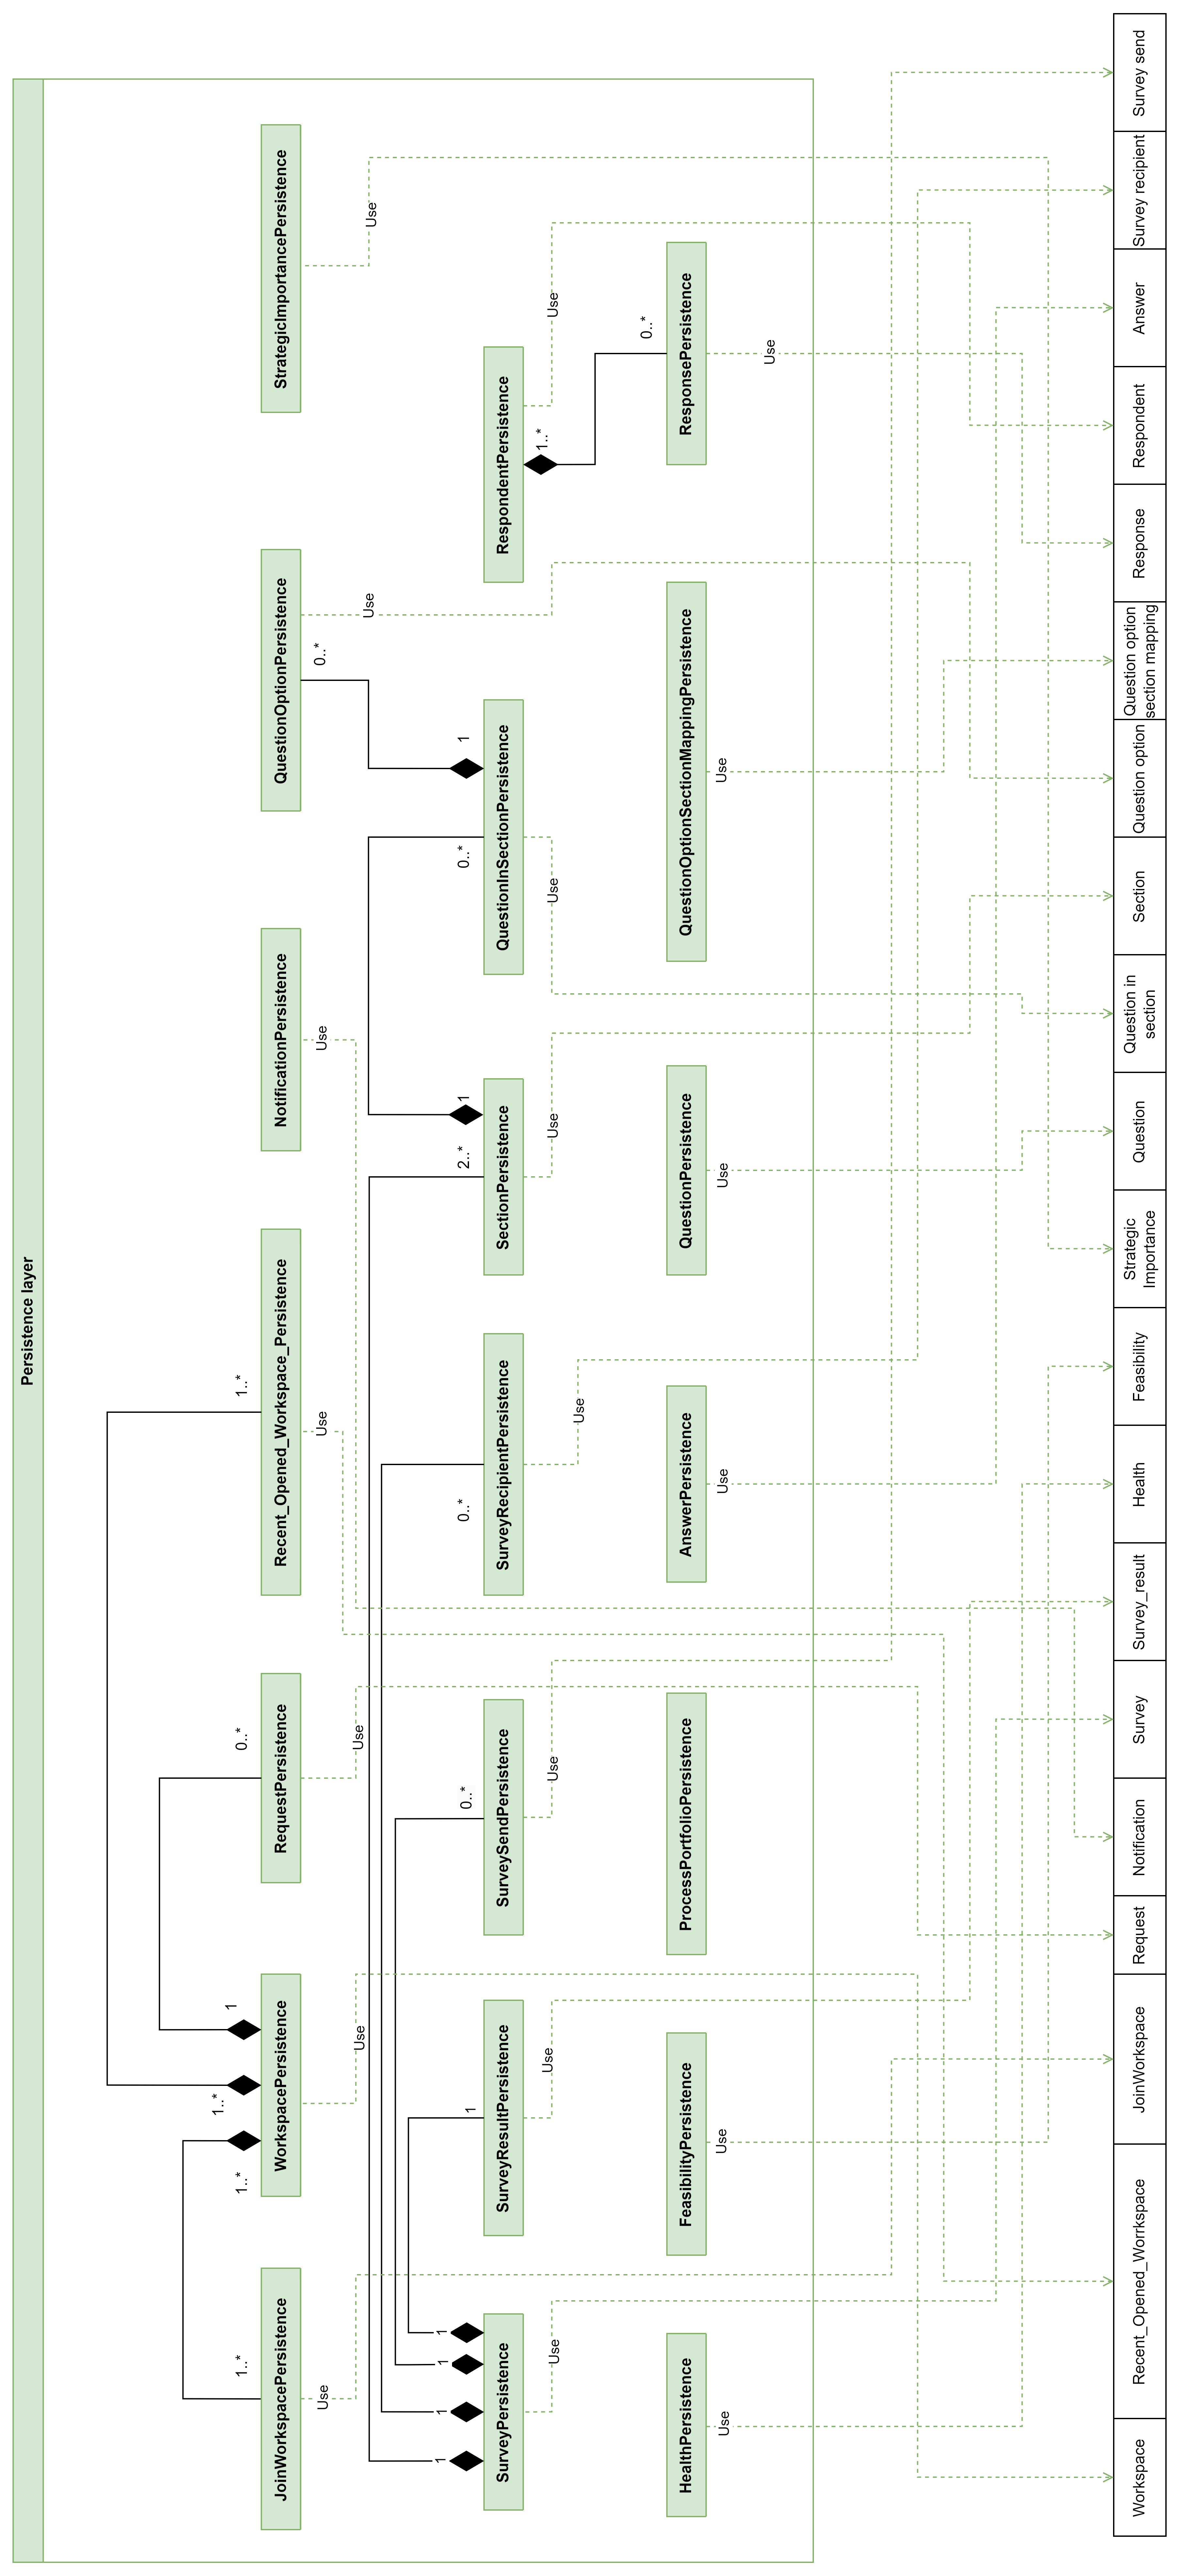 Persistence layer
1..*
1..*
1..*
1
0..*
1..*
JoinWorkspacePersistence
WorkspacePersistence
RequestPersistence
Recent_Opened_Workspace_Persistence
NotificationPersistence
QuestionOptionPersistence
StrategicImportancePersistence
Use
Use
Use
Use
Use
0..*
Use
Use
1
1
1
1
1
0..*
0..*
2..*
1
0..*
1
SurveyPersistence
SurveyResultPersistence
SurveySendPersistence
SurveyRecipientPersistence
SectionPersistence
QuestionInSectionPersistence
RespondentPersistence
Use
Use
Use
Use
Use
Use
1..*
Use
0..*
HealthPersistence
FeasibilityPersistence
ProcessPortfolioPersistence
AnswerPersistence
QuestionPersistence
QuestionOptionSectionMappingPersistence
ResponsePersistence
Use
Use
Use
Use
Use
Use
Workspace
Recent_Opened_Worrkspace
JoinWorkspace
Request
Notification
Survey
Survey_result
Health
Feasibility
Strategic
Importance
Question
Question in
section
Section
Question option
Question option
section mapping
Response
Respondent
Answer
Survey recipient
Survey send